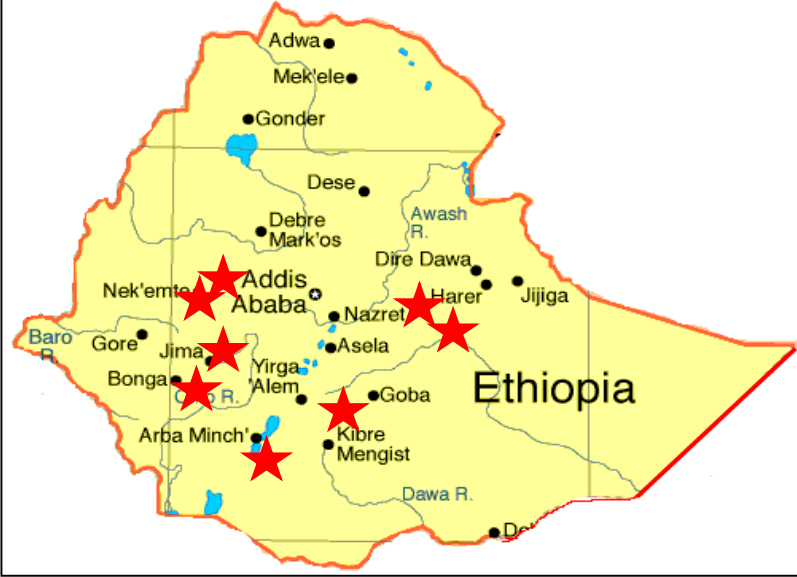 Adwa
Mek'ele
Gonder
Dese
Debre
Mark'os
Awash
R.
Dire Dawa
Nek'emte
Addis
Ababa
Harer
Jijiga
Nazret
Baro
R.
Gore
Jima
Asela
Yirga
'Alem
Bonga
R.
Goba
Ethiopia
Arba Minch'
Kibre
Mengist
Dawa R.